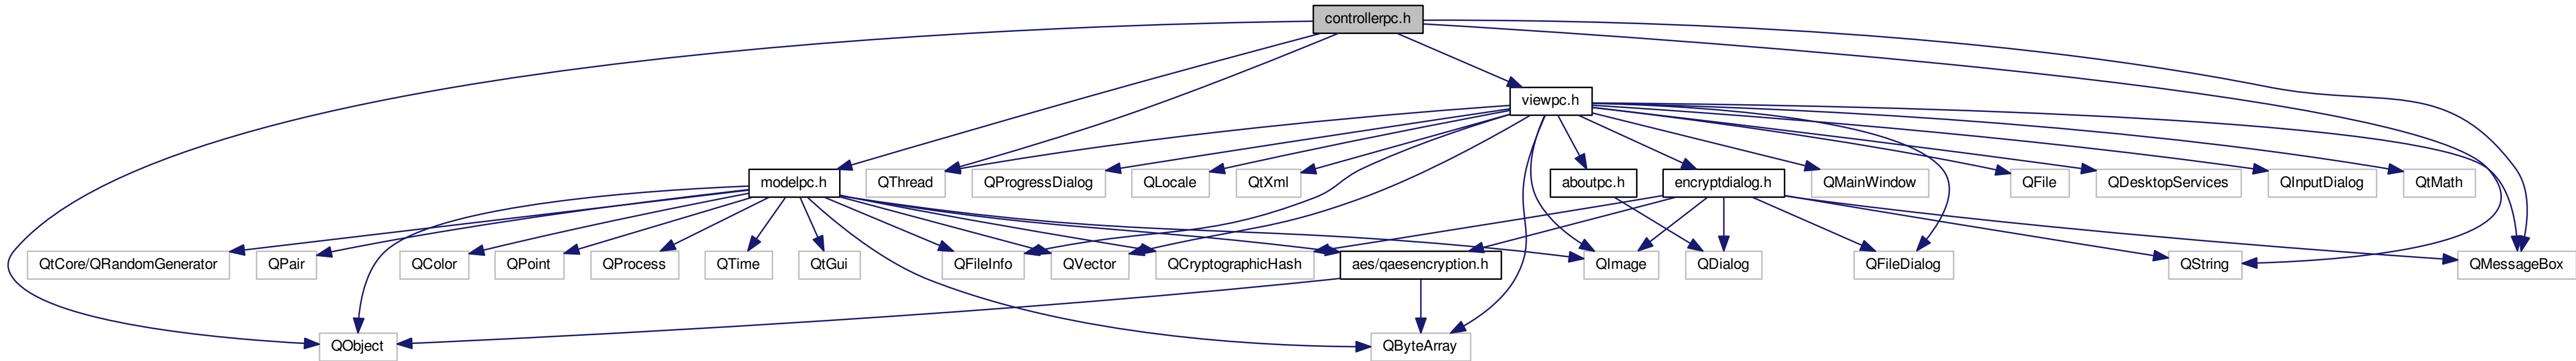 controllerpc.h
viewpc.h
modelpc.h
QThread
QProgressDialog
QLocale
QtXml
aboutpc.h
encryptdialog.h
QMainWindow
QFile
QDesktopServices
QInputDialog
QtMath
QtCore/QRandomGenerator
QPair
QColor
QPoint
QProcess
QTime
QtGui
QFileInfo
QVector
QCryptographicHash
aes/qaesencryption.h
QImage
QDialog
QFileDialog
QString
QMessageBox
QObject
QByteArray